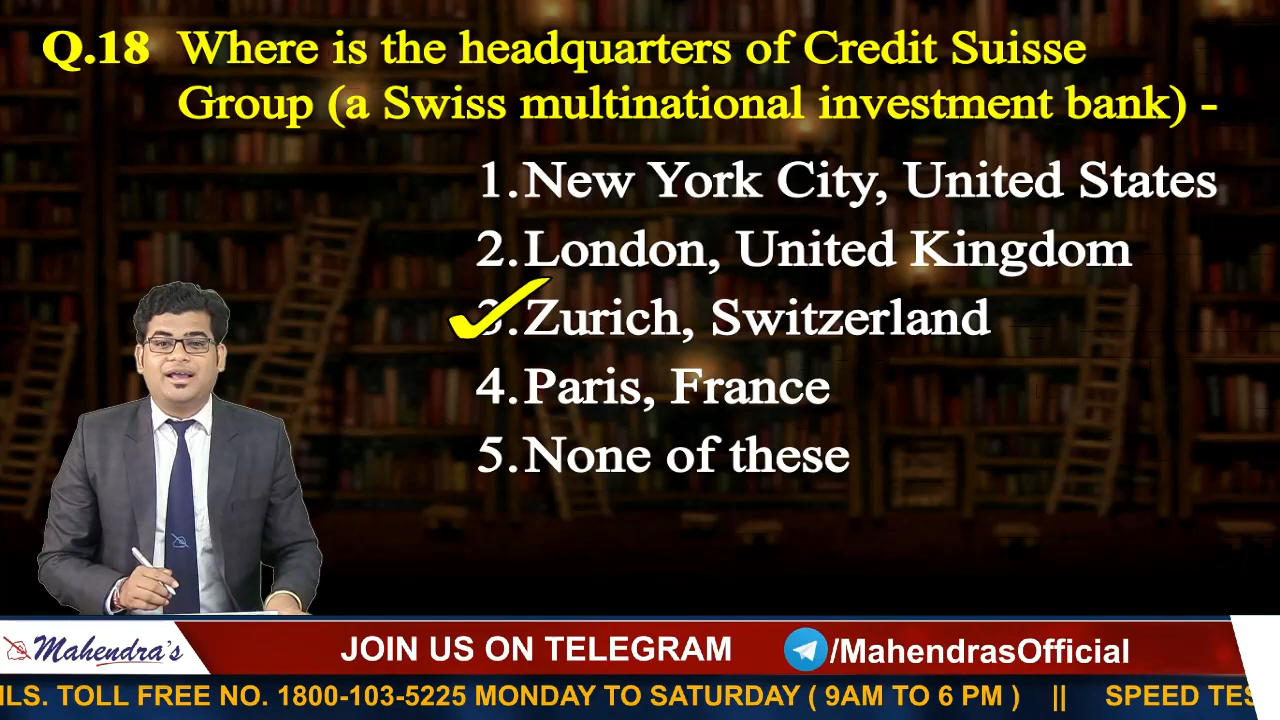 Q.18 Where is the headquarters of Credit Suisse
Group (a Swiss multinational investment bank) -
1. New York City, United States
2. London, United Kingdom
3. Zurich, Switzerland
4. Paris, France
5. None of these
Mahendra's
JOIN US ON TELEGRAM
/MahendrasOfficial
ILS. TOLL FREE NO. 1800-103-5225 MONDAY TO SATURDAY ( 9AM TO 6 PM ) || SPEED TES